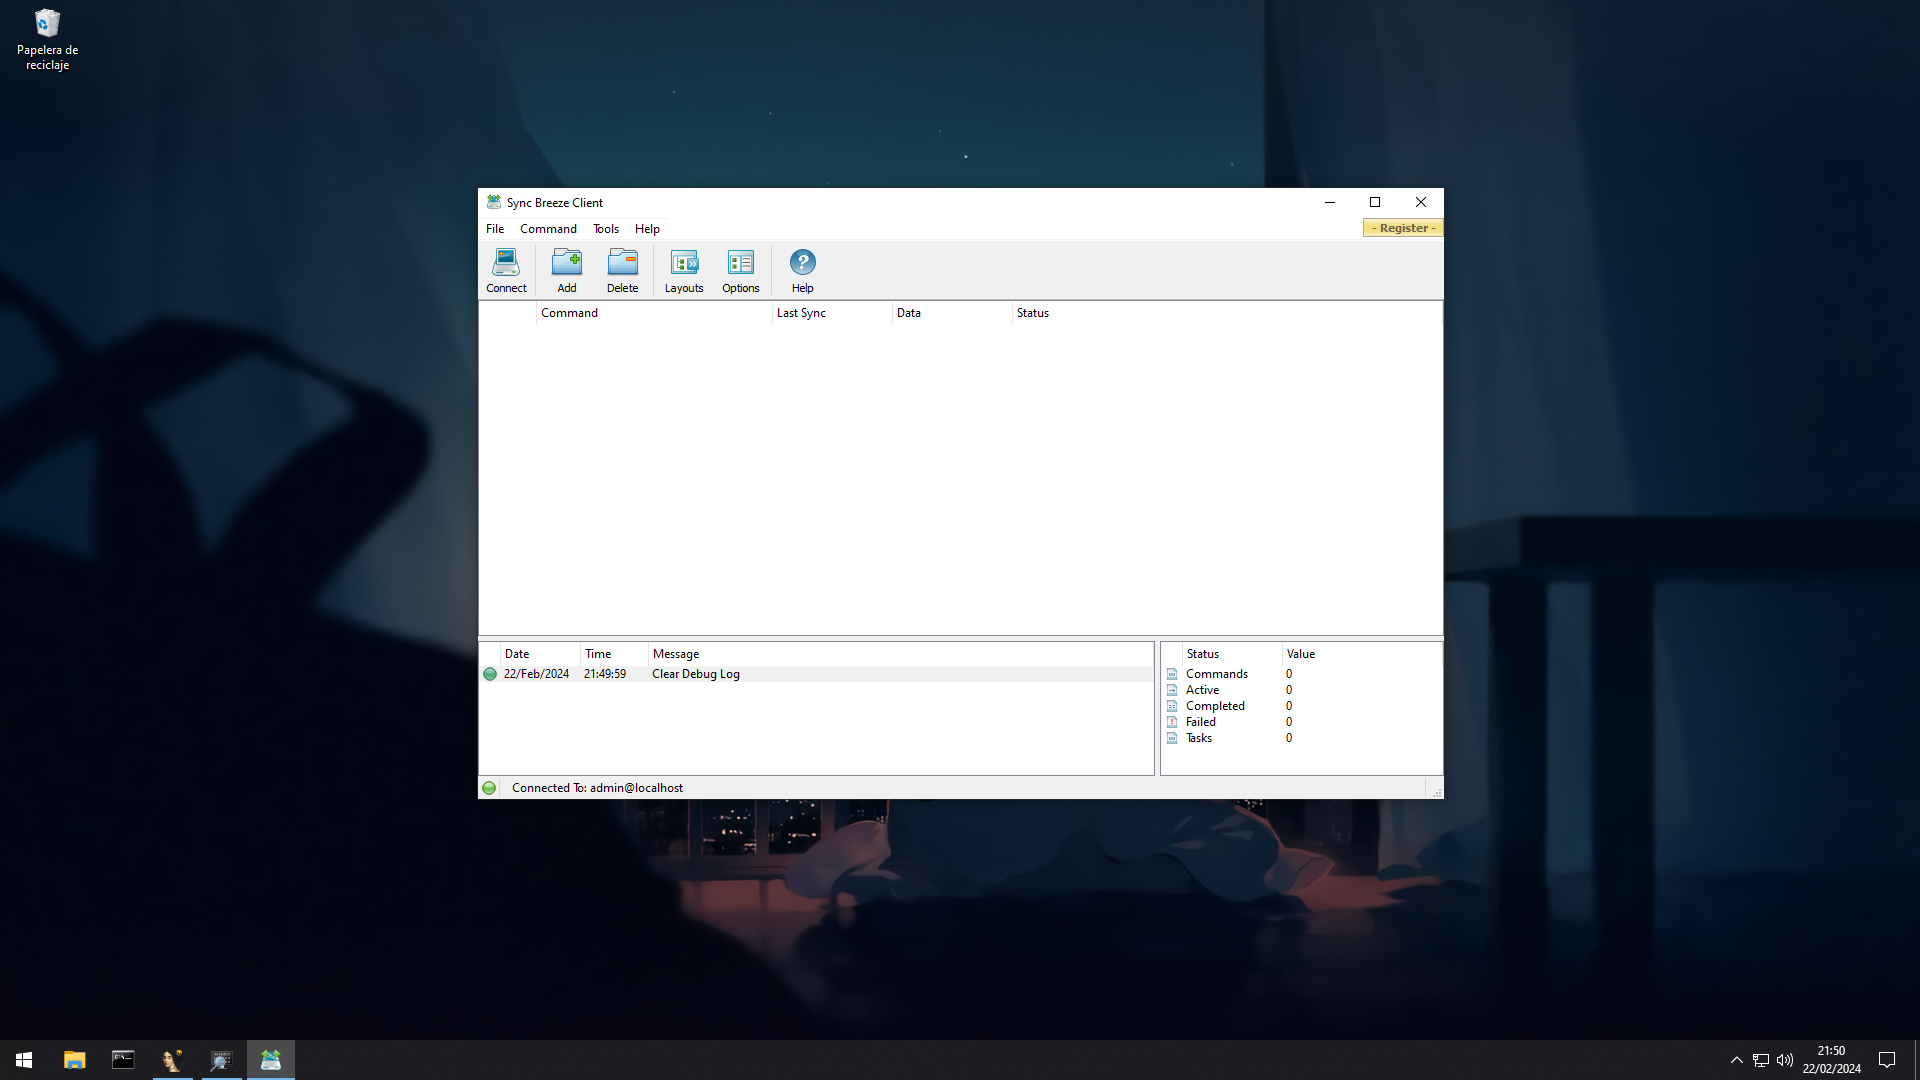 Papelera de
reciclaje
Sync Breeze Client
File Command Tools Help
- Register -
Connect Add Delete Layouts Options Help
Command Last Sync Data Status
Date Time Message
22/Feb/2024 21:49:59 Clear Debug Log
Status Value
Commands 0
Active 0
Completed 0
Failed 0
Tasks 0
Connected To: admin@localhost
21:50
22/02/2024